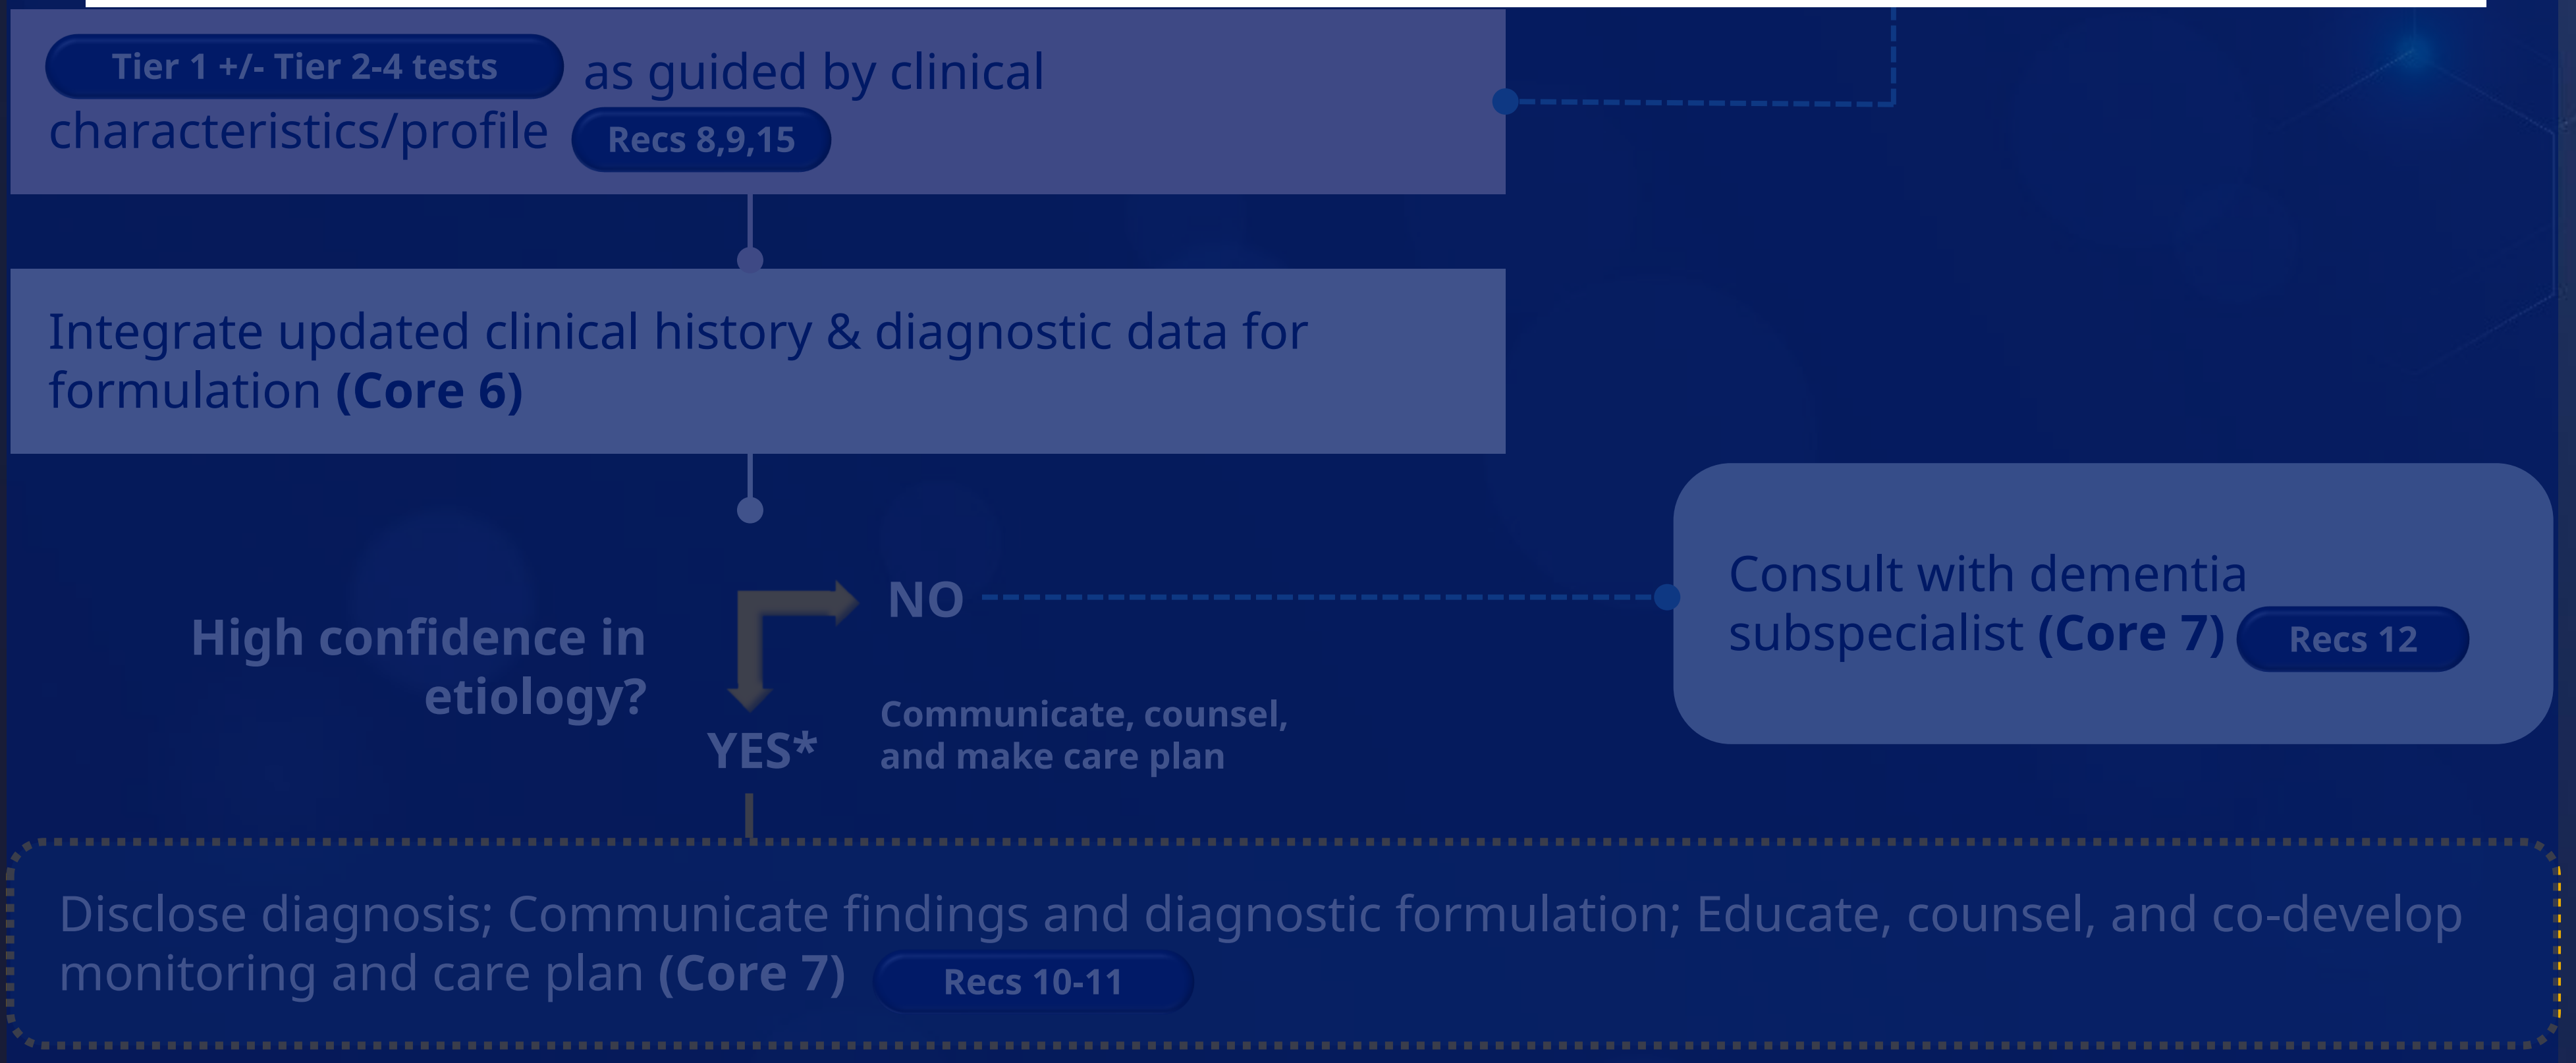 Tier 1 +/- Tier 2-4 tests as guided by clinical
characteristics/profile Recs 8,9,15
Integrate updated clinical history & diagnostic data for
formulation (Core 6)
High confidence in
etiology?
NO
YES*
Communicate, counsel,
and make care plan
Consult with dementia
subspecialist (Core 7) Recs 12
Disclose diagnosis; Communicate findings and diagnostic formulation; Educate, counsel, and co-develop
monitoring and care plan (Core 7) Recs 10-11